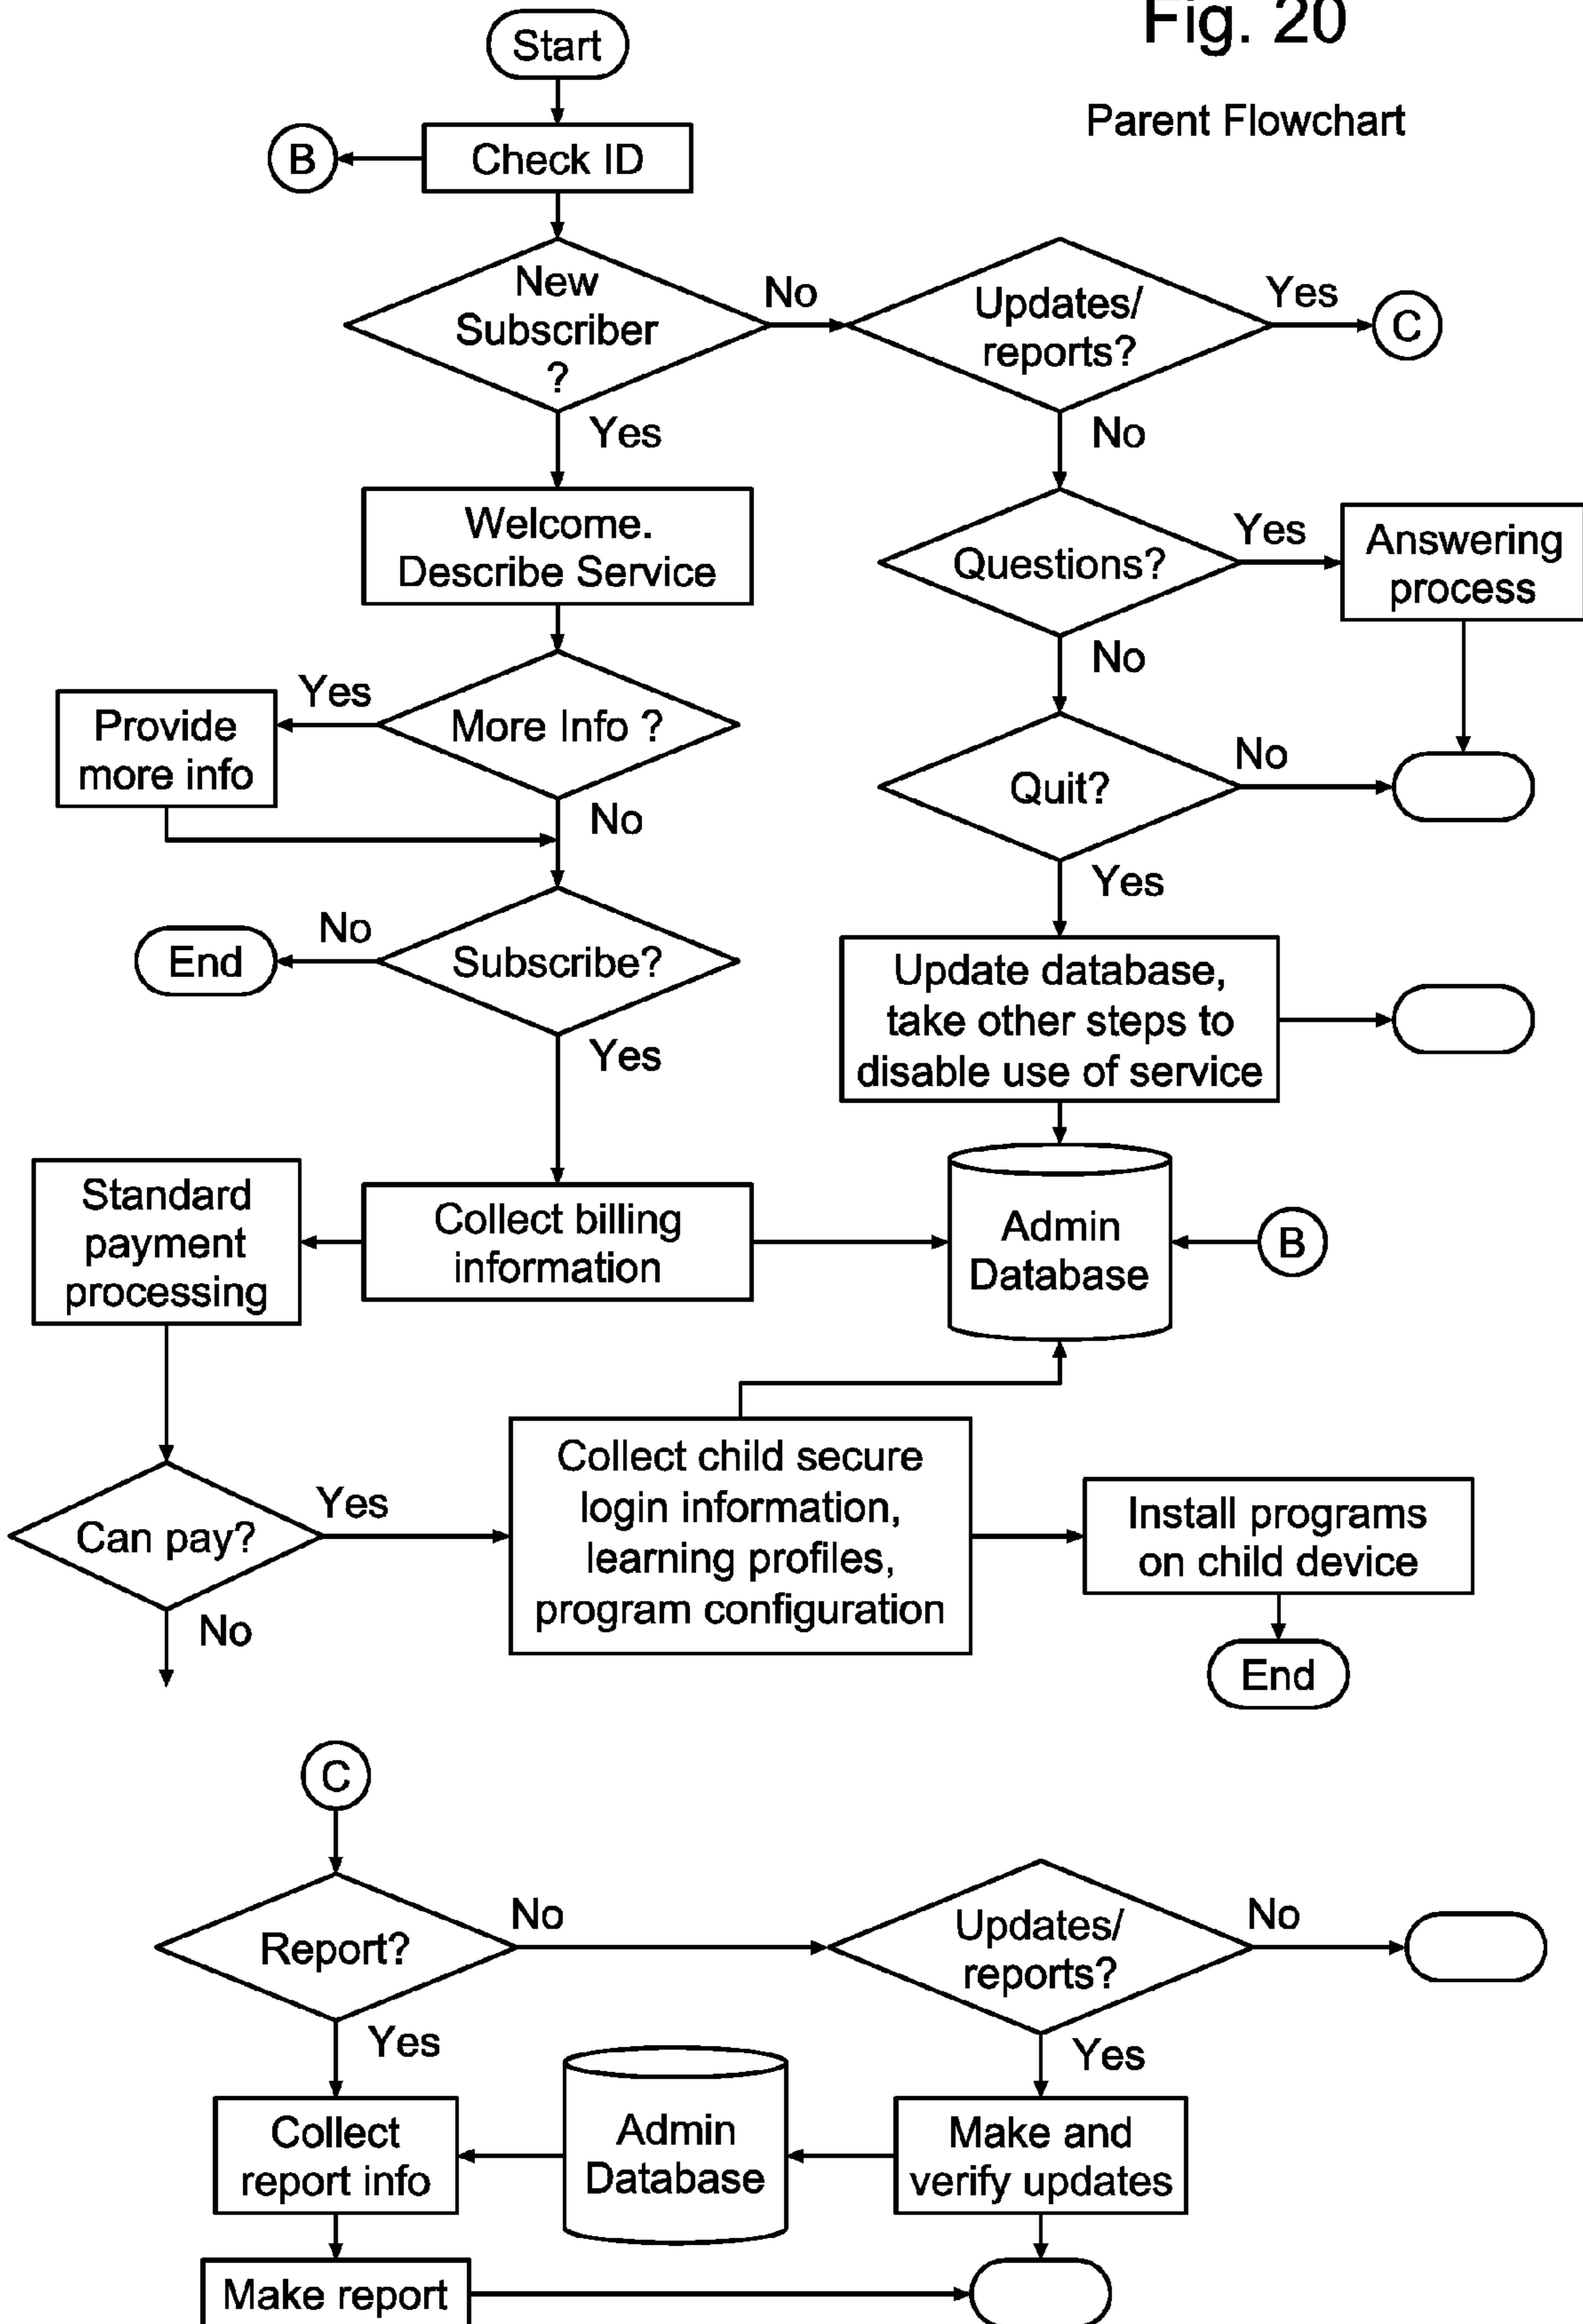 Fig. 20
Parent Flowchart
Start
B
Check ID
New
Subscriber
?
No
Updates/
reports?
Yes
C
Yes
No
Welcome.
Describe Service
Questions?
Yes
Answering
process
No
Yes
Provide
more info
More Info ?
No
Quit?
No
Yes
End
No
Subscribe?
Yes
Update database,
take other steps to
disable use of service
Standard
payment
processing
Collect billing
information
Admin
Database
B
Can pay?
Yes
No
Collect child secure
login information,
learning profiles,
program configuration
Install programs
on child device
End
C
Report?
No
Updates/
reports?
No
Yes
Yes
Collect
report info
Admin
Database
Make and
verify updates
Make report